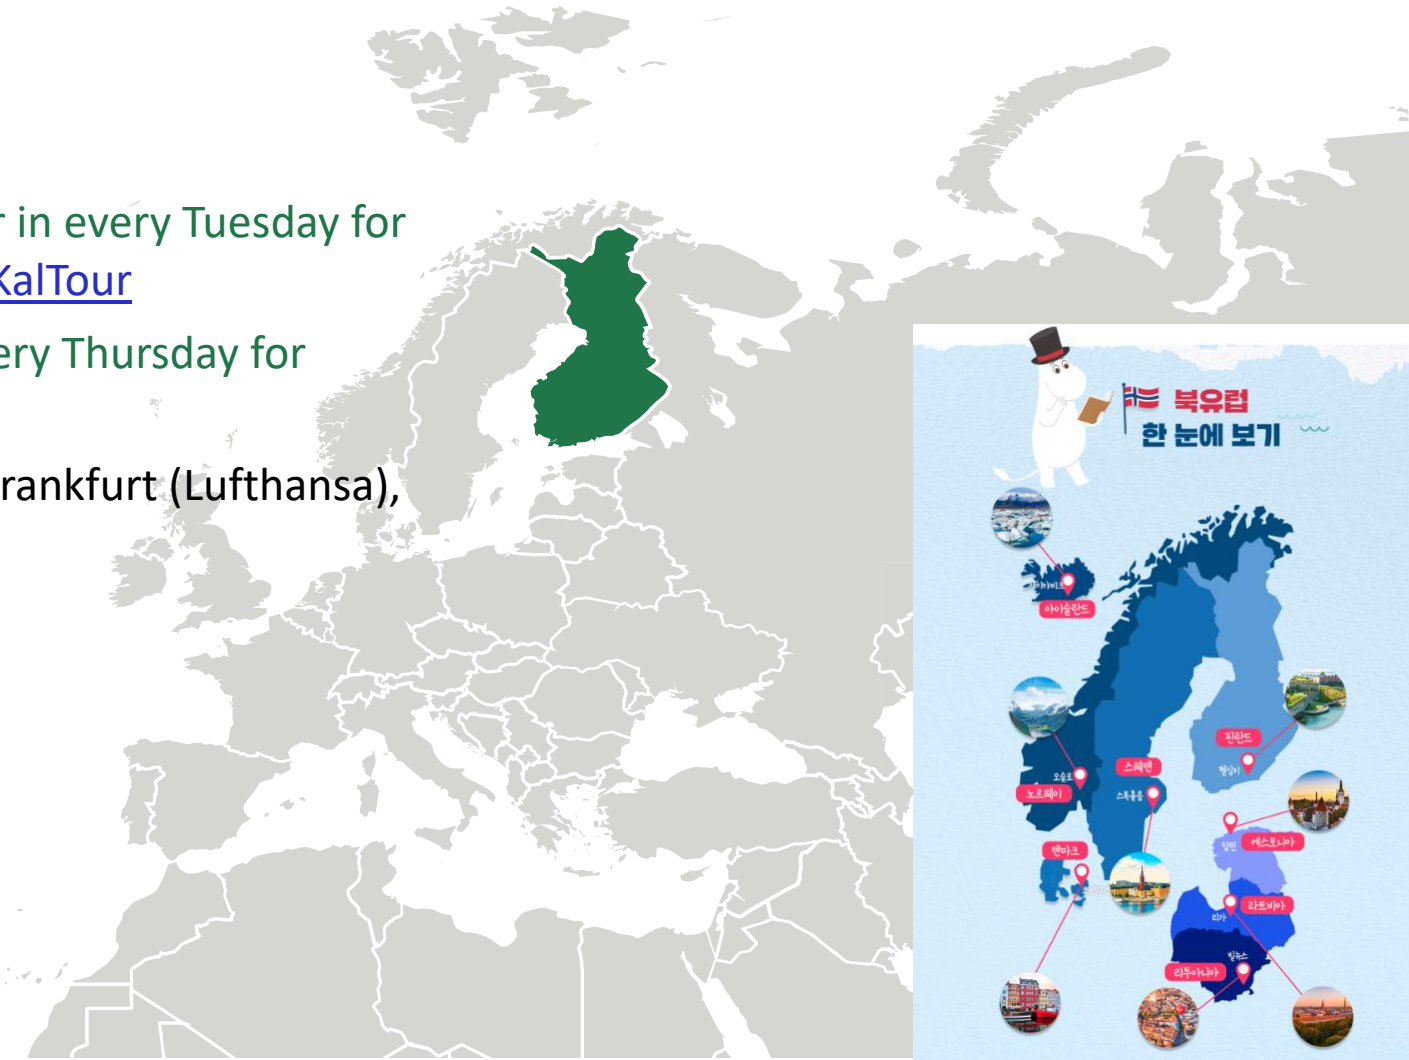 r in every Tuesday for
KalTour
ery Thursday for
rankfurt (Lufthansa),
북유럽
한 눈에 보기
아이슬란드
핀란드
헬싱키
스웨덴
오슬로
노르웨이
스톡홀름
탈린
에스토니아
덴마크
라트비아
리가
빌뉴스
리투아니아